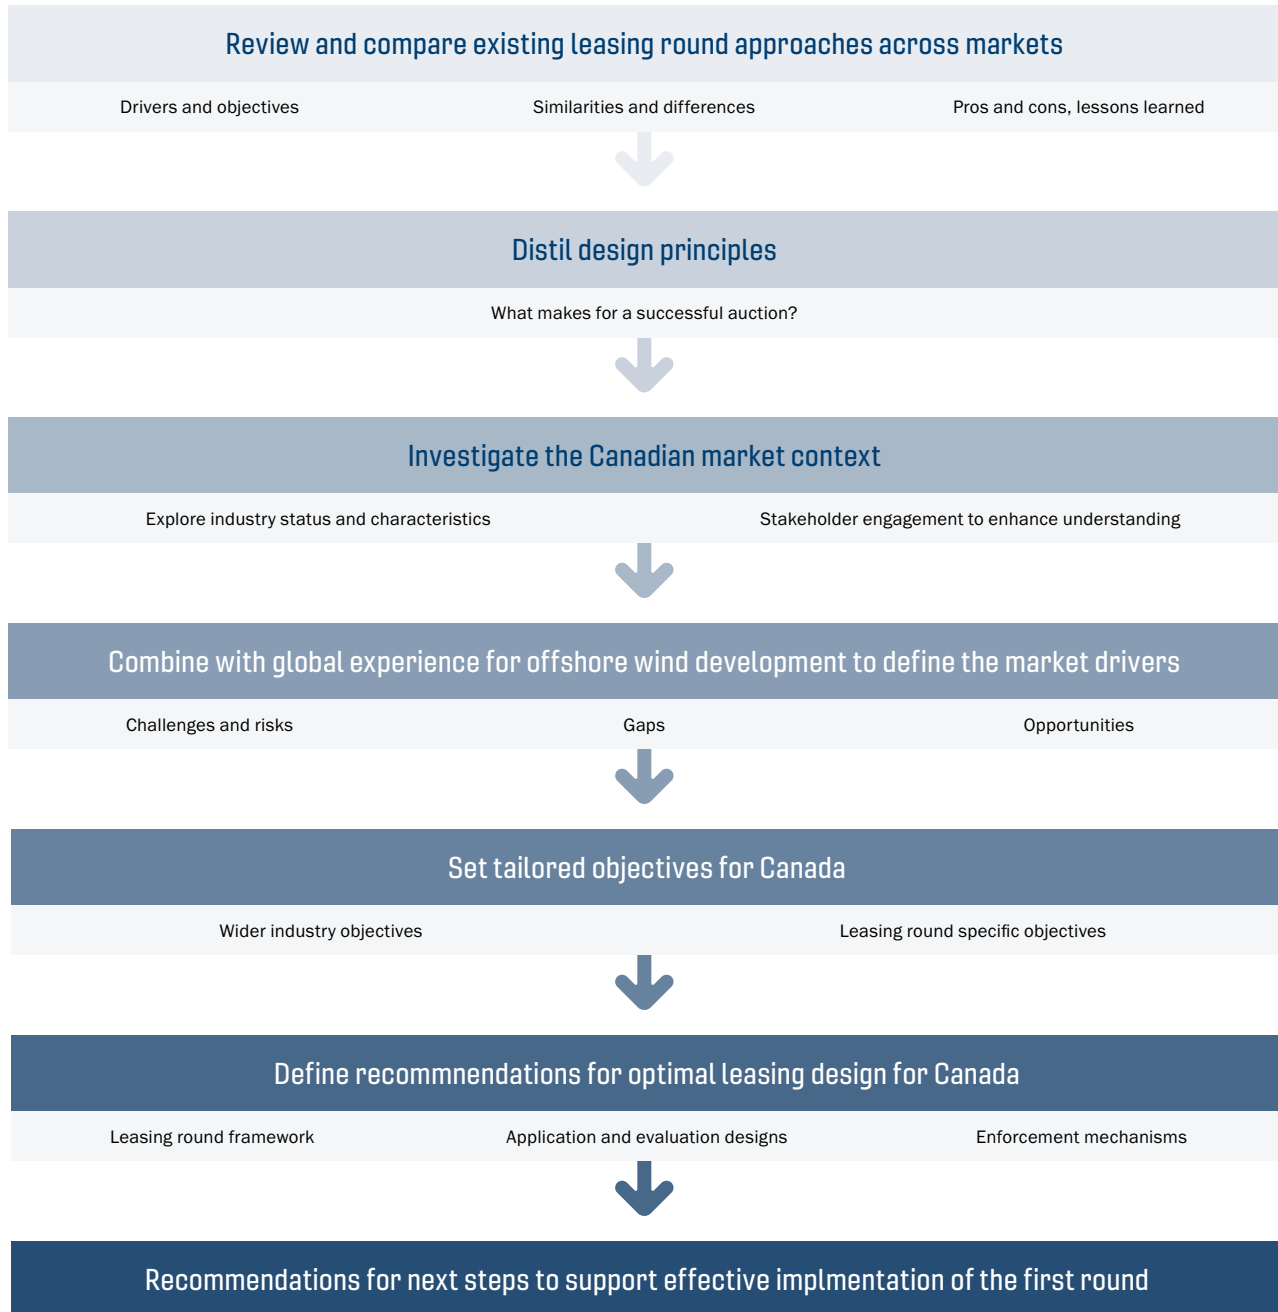 Review and compare existing leasing round approaches across markets
Drivers and objectives
Similarities and differences
Pros and cons, lessons learned
Distil design principles
What makes for a successful auction?
Investigate the Canadian market context
Explore industry status and characteristics
Stakeholder engagement to enhance understanding
Combine with global experience for offshore wind development to define the market drivers
Challenges and risks
Gaps
Opportunities
Set tailored objectives for Canada
Wider industry objectives
Leasing round specific objectives
Define recommnendations for optimal leasing design for Canada
Leasing round framework
Application and evaluation designs
Enforcement mechanisms
Recommendations for next steps to support effective implmentation of the first round